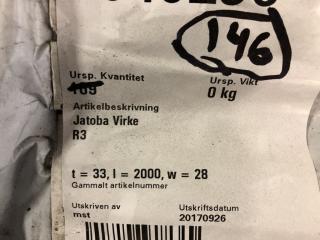 146
Ursp. Kvantitet Ursp. Vikt
169 0 kg
Artikelbeskrivning
Jatoba Virke
R3
t = 33, l = 2000, w = 28
Gammalt artikelnummer
Utskriven av Utskriftsdatum
mst 20170926